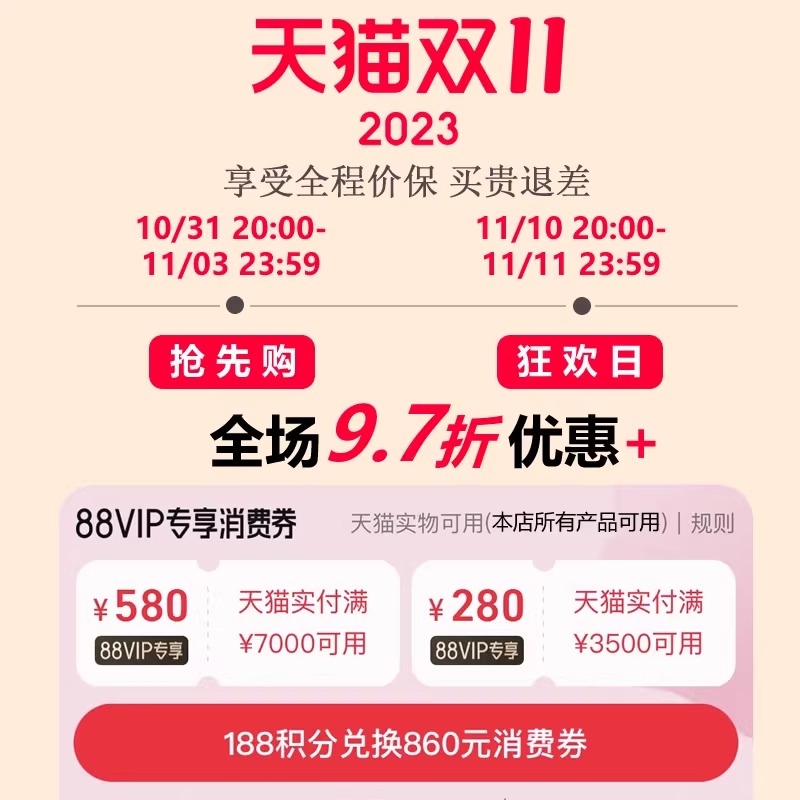 天猫双11
2023
享受全程价保 买贵退差
10/31 20:00-
11/03 23:59
11/10 20:00-
11/11 23:59
抢先购
狂欢日
全场9.7折优惠+
88VIP专享消费券
天猫实物可用(本店所有产品可用)｜规则
¥580
88VIP专享
天猫实付满
¥7000可用
¥280
88VIP专享
天猫实付满
¥3500可用
188积分兑换860元消费券